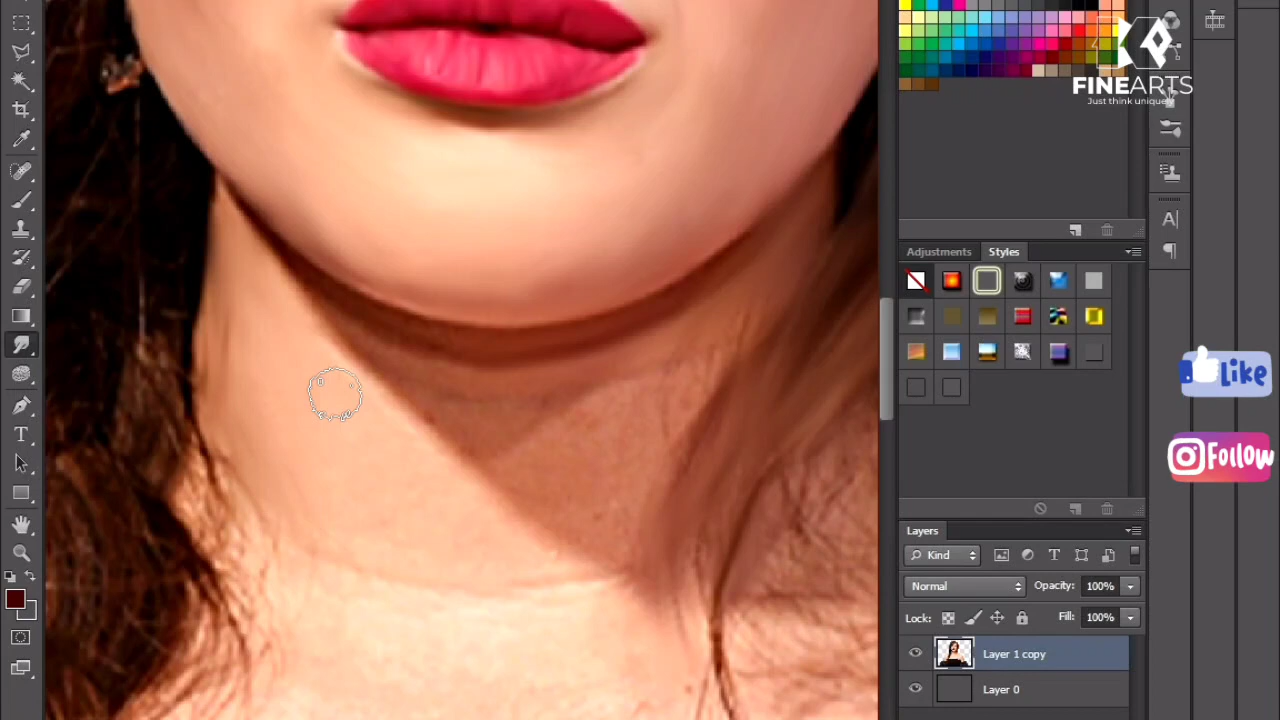 FINEARTS
Just think uniquely
Adjustments
Styles
Like
Follow
Layers
Kind
Normal
Opacity: 100%
Lock:
Fill: 100%
Layer 1 copy
Layer 0